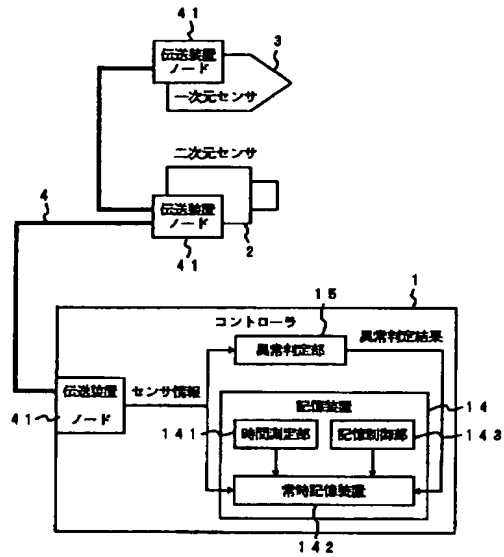 41
3
伝送装置
ノード
一次元センサ
二次元センサ
4
伝送装置
ノード
41
2
1
15
コントローラ
異常判定部
異常判定結果
伝送装置
ノード
センサ情報
41
記憶装置
14
141
時間測定部
記憶制御部
143
常時記憶装置
142